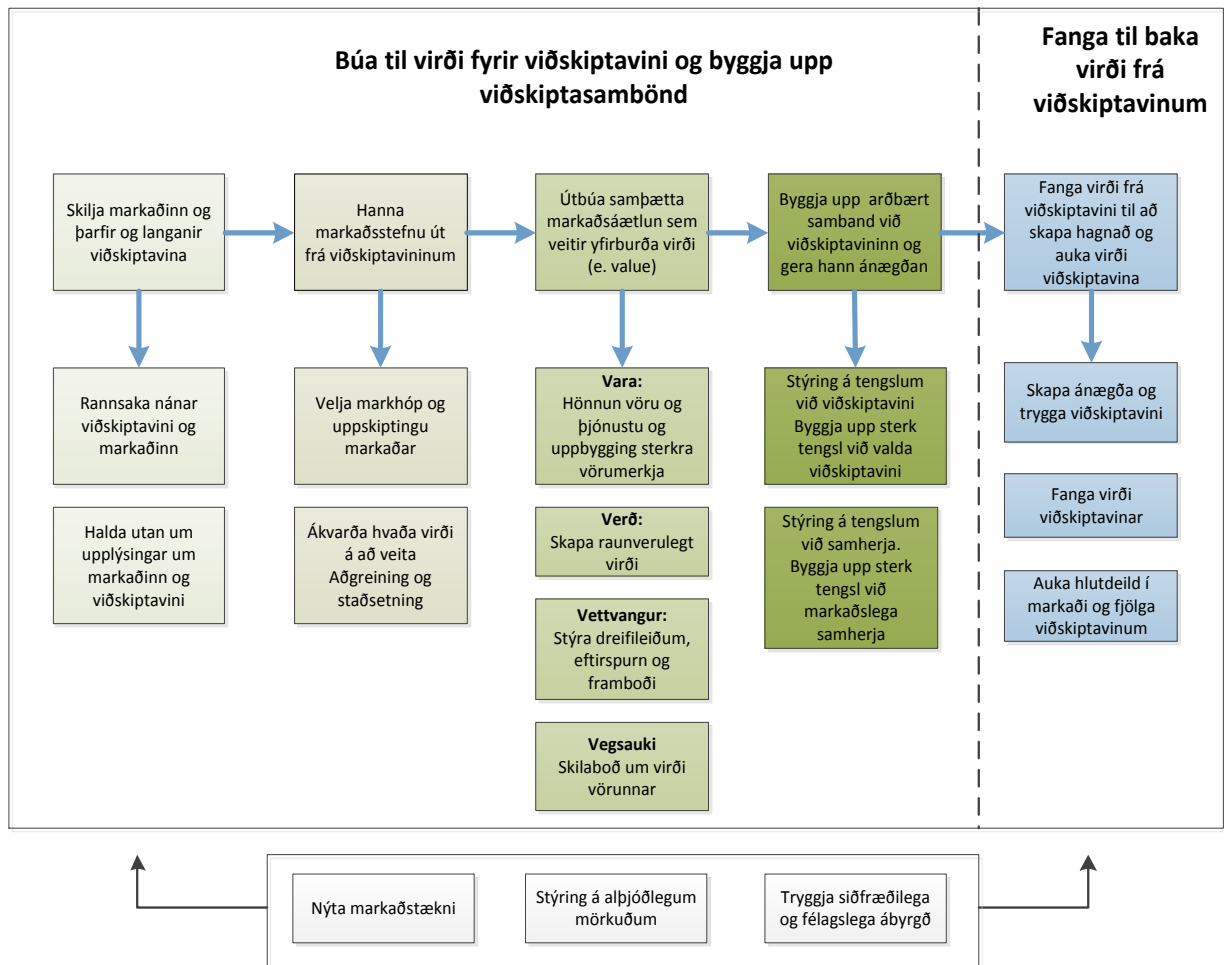 Búa til virði fyrir viðskiptavini og byggja upp
viðskiptasambönd
Fanga til baka
virði frá
viðskiptavinum
Skilja markaðinn og
þarfir og langanir
viðskiptavina
Hanna
markaðsstefnu út
frá viðskiptavininum
Útbúa samþætta
markaðsáætlun sem
veitir yfirburða virði
(e. value)
Byggja upp arðbært
samband við
viðskiptavininn og
gera hann ánægðan
Fanga virði frá
viðskiptavini til að
skapa hagnað og
auka virði
viðskiptavina
Rannsaka nánar
viðskiptavini og
markaðinn
Velja markhóp og
uppskiptingu
markaðar
Vara:
Hönnun vöru og
þjónustu og
uppbygging sterkra
vörumerkja
Stýring á tengslum
við viðskiptavini
Byggja upp sterk
tengsl við valda
viðskiptavini
Skapa ánægða og
trygga viðskiptavini
Halda utan um
upplýsingar um
markaðinn og
viðskiptavini
Ákvarða hvaða virði
á að veita
Aðgreining og
staðsetning
Verð:
Skapa raunverulegt
virði
Stýring á tengslum
við samherja.
Byggja upp sterk
tengsl við
markaðslega
samherja
Fanga virði
viðskiptavinar
Vettvangur:
Stýra dreifileiðum,
eftirspurn og
framboði
Auka hlutdeild í
markaði og fjölga
viðskiptavinum
Vegsauki
Skilaboð um virði
vörunnar
Nýta markaðstækni
Stýring á alþjóðlegum
mörkuðum
Tryggja siðfræðilega
og félagslega ábyrgð